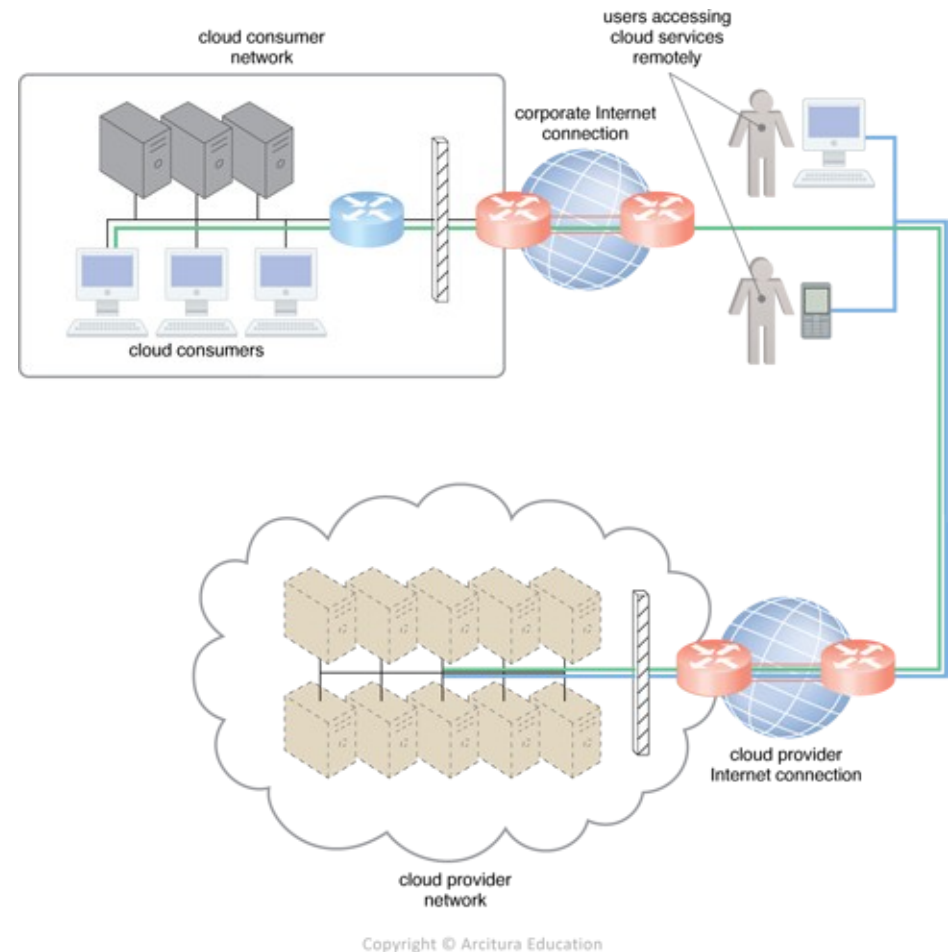 cloud consumer
network
users accessing
cloud services
remotely
corporate Internet
connection
cloud consumers
cloud provider
Internet connection
cloud provider
network
Copyright © Arcitura Education